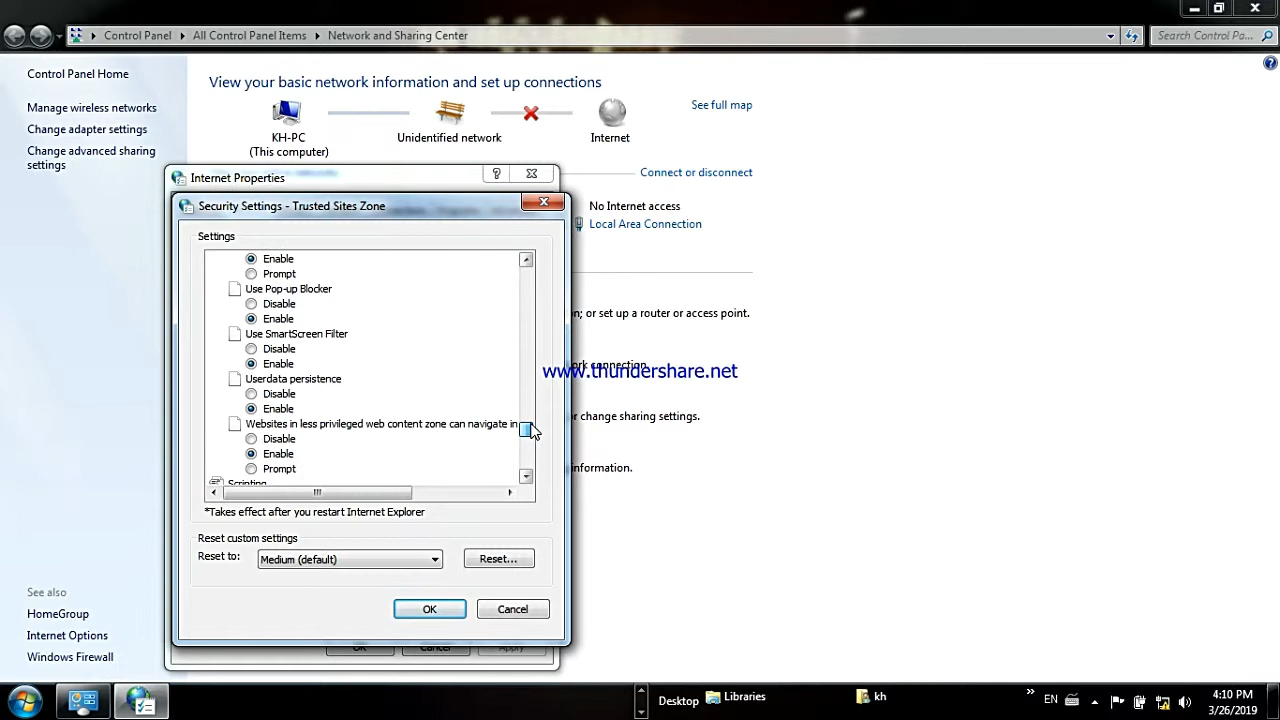 Control Panel
All Control Panel Items
Network and Sharing Center
Search Control Pa...
Control Panel Home
Manage wireless networks
Change adapter settings
Change advanced sharing
settings
View your basic network information and set up connections
See full map
KH-PC
(This computer)
Unidentified network
Internet
Connect or disconnect
No Internet access
Local Area Connection
n; or set up a router or access point.
ork connection.
r change sharing settings.
information.
www.thundershare.net
Internet Properties
Security Settings - Trusted Sites Zone
Settings
Enable
Prompt
Use Pop-up Blocker
Disable
Enable
Use SmartScreen Filter
Disable
Enable
Userdata persistence
Disable
Enable
Websites in less privileged web content zone can navigate in
Disable
Enable
Prompt
Scripting
*Takes effect after you restart Internet Explorer
Reset custom settings
Reset to:
Medium (default)
Reset...
OK
Cancel
OK
Cancel
Apply
See also
HomeGroup
Internet Options
Windows Firewall
Desktop
Libraries
kh
EN
4:10 PM
3/26/2019